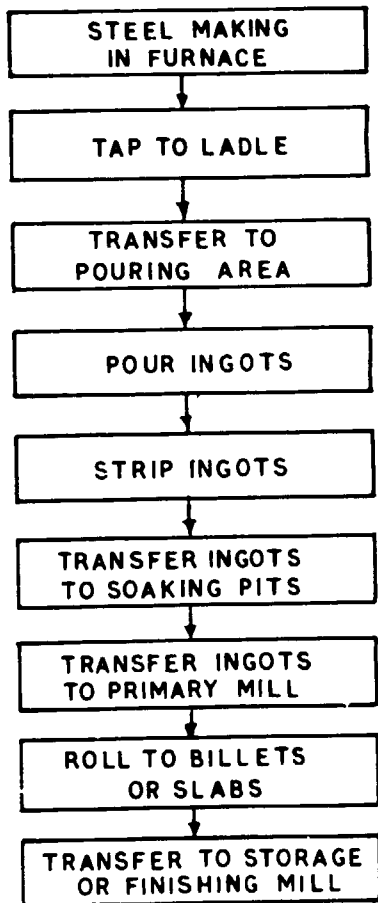 STEEL MAKING
IN FURNACE
TAP TO LADLE
TRANSFER TO
POURING AREA
POUR INGOTS
STRIP INGOTS
TRANSFER INGOTS
TO SOAKING PITS
TRANSFER INGOTS
TO PRIMARY MILL
ROLL TO BILLETS
OR SLABS
TRANSFER TO STORAGE
OR FINISHING MILL